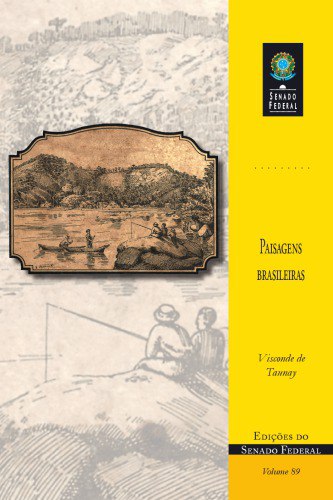 SENADO
FEDERAL
PAISAGENS
BRASILEIRAS
Visconde de
Taunay
EDIÇÕES DO
SENADO FEDERAL
Volume 89